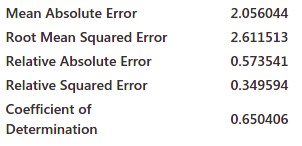 Mean Absolute Error 2.056044
Root Mean Squared Error 2.611513
Relative Absolute Error 0.573541
Relative Squared Error 0.349594
Coefficient of
Determination 0.650406